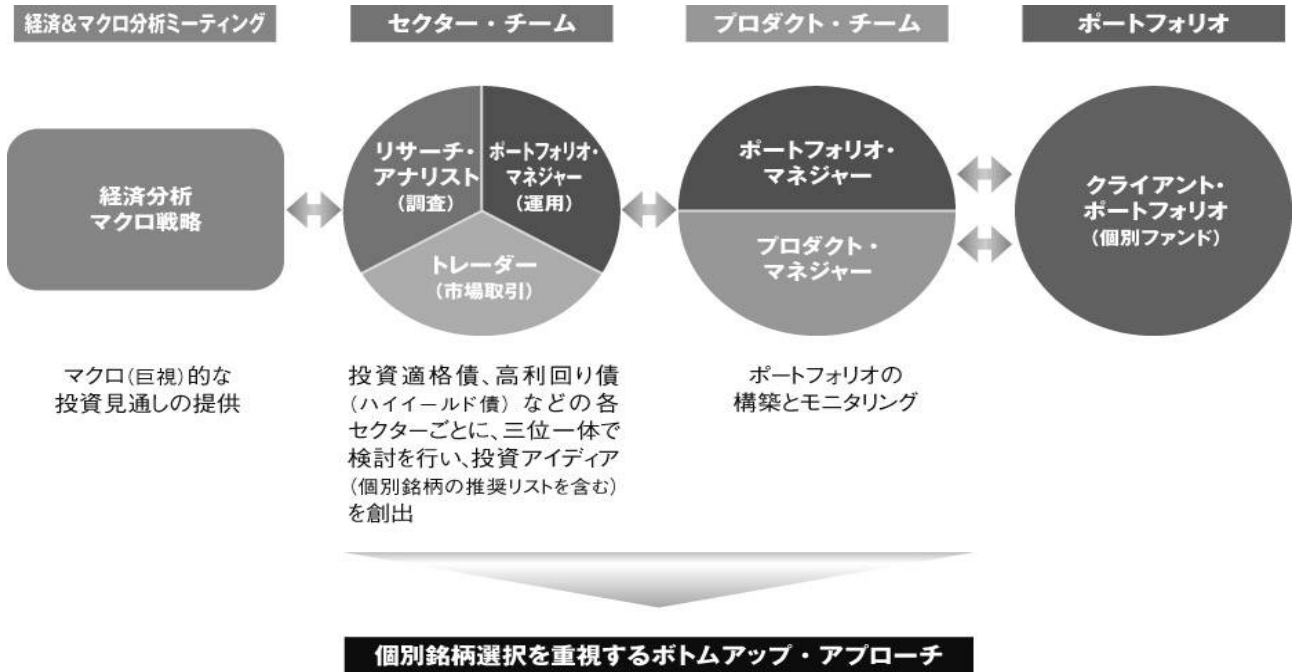 経済&マクロ分析ミーティング
セクター・チーム
プロダクト・チーム
ポートフォリオ
経済分析
マクロ戦略
リサーチ・
アナリスト
(調査)
ポートフォリオ・
マネジャー
(運用)
トレーダー
(市場取引)
ポートフォリオ・
マネジャー
プロダクト・
マネジャー
クライアント・
ポートフォリオ
(個別ファンド)
マクロ(巨視)的な
投資見通しの提供
投資適格債、高利回り債
(ハイイールド債)などの各
セクターごとに、三位一体で
検討を行い、投資アイディア
(個別銘柄の推奨リストを含む)
を創出
ポートフォリオの
構築とモニタリング
個別銘柄選択を重視するボトムアップ・アプローチ